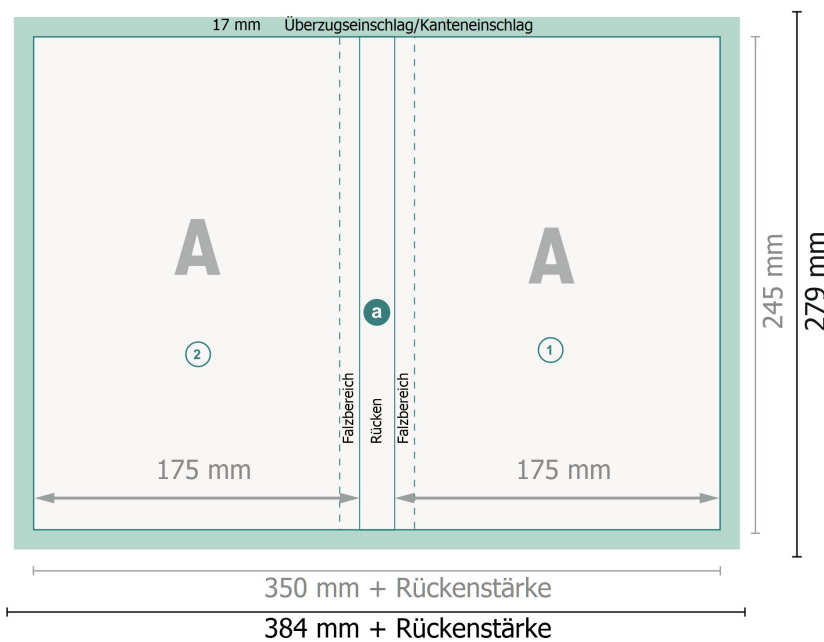 17 mm Überzugseinschlag/Kanteneinschlag
A
A
a
2
1
Falzbereich
Rücken
Falzbereich
175 mm
175 mm
245 mm
279 mm
350 mm + Rückenstärke
384 mm + Rückenstärke